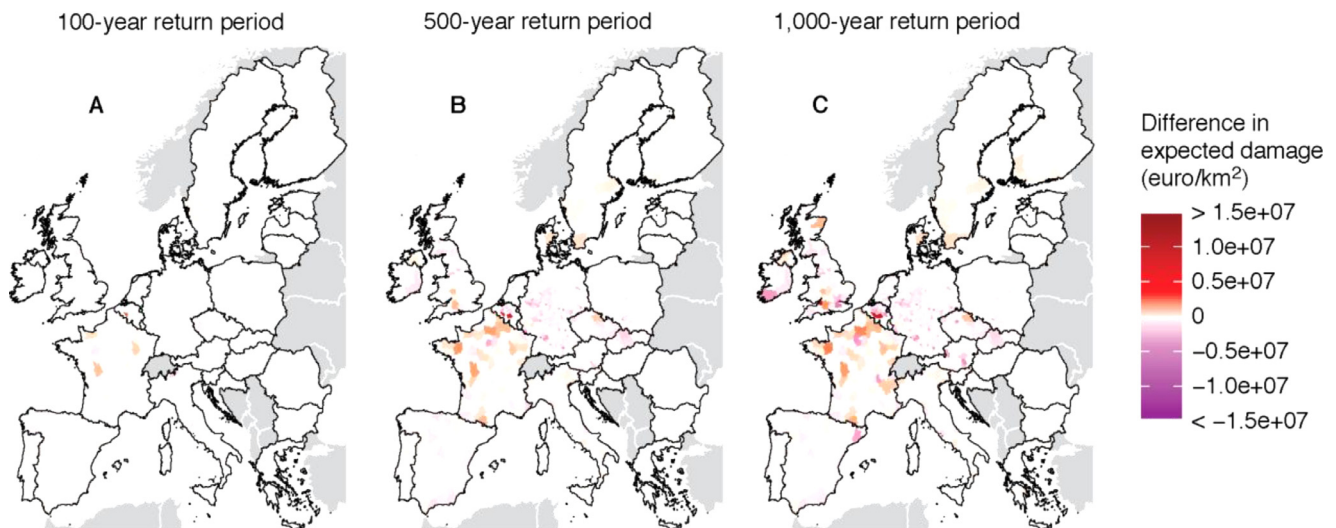 100-year return period
500-year return period
1,000-year return period
A
B
C
Difference in
expected damage
(euro/km²)
> 1.5e+07
1.0e+07
0.5e+07
0
−0.5e+07
−1.0e+07
< −1.5e+07